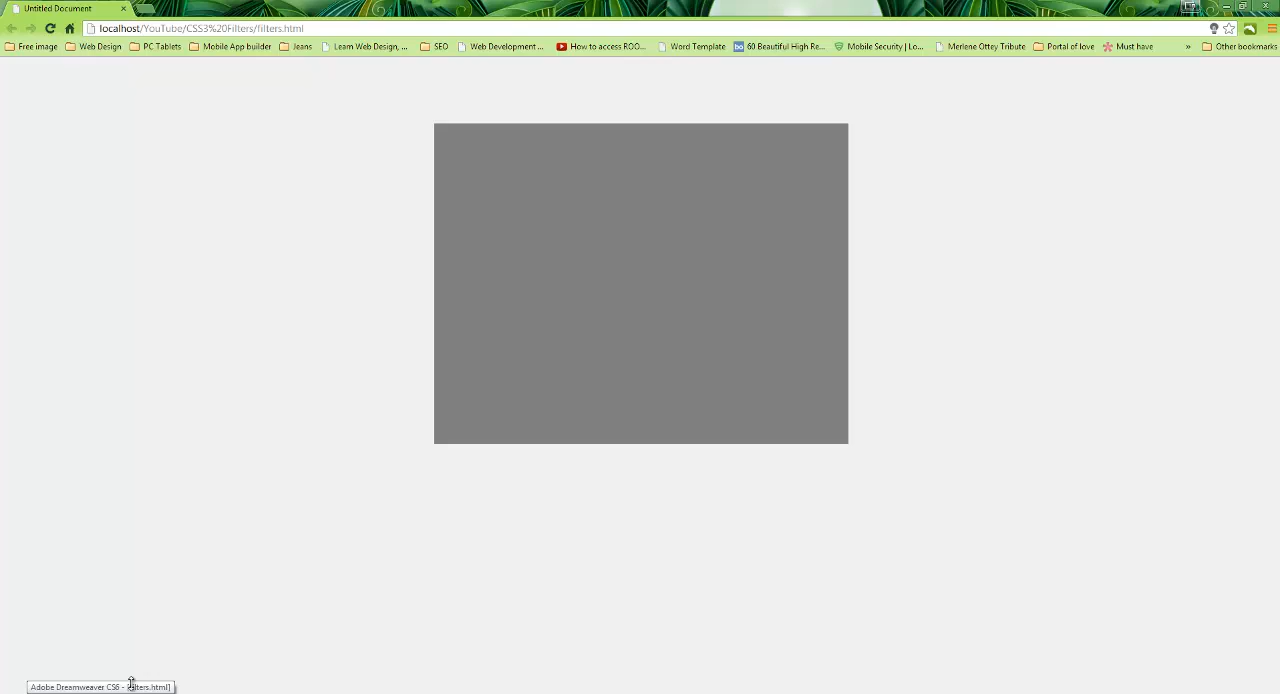 Untitled Document
localhost/YouTube/CSS3%20Filters/filters.html
Free image Web Design PC Tablets Mobile App builder Jeans Learn Web Design, ... SEO Web Development ... How to access ROO... Word Template bo 60 Beautiful High Re... Mobile Security | Lo... Merlene Ottey Tribute Portal of love Must have » Other bookmarks
Adobe Dreamweaver CS6 - [filters.html]